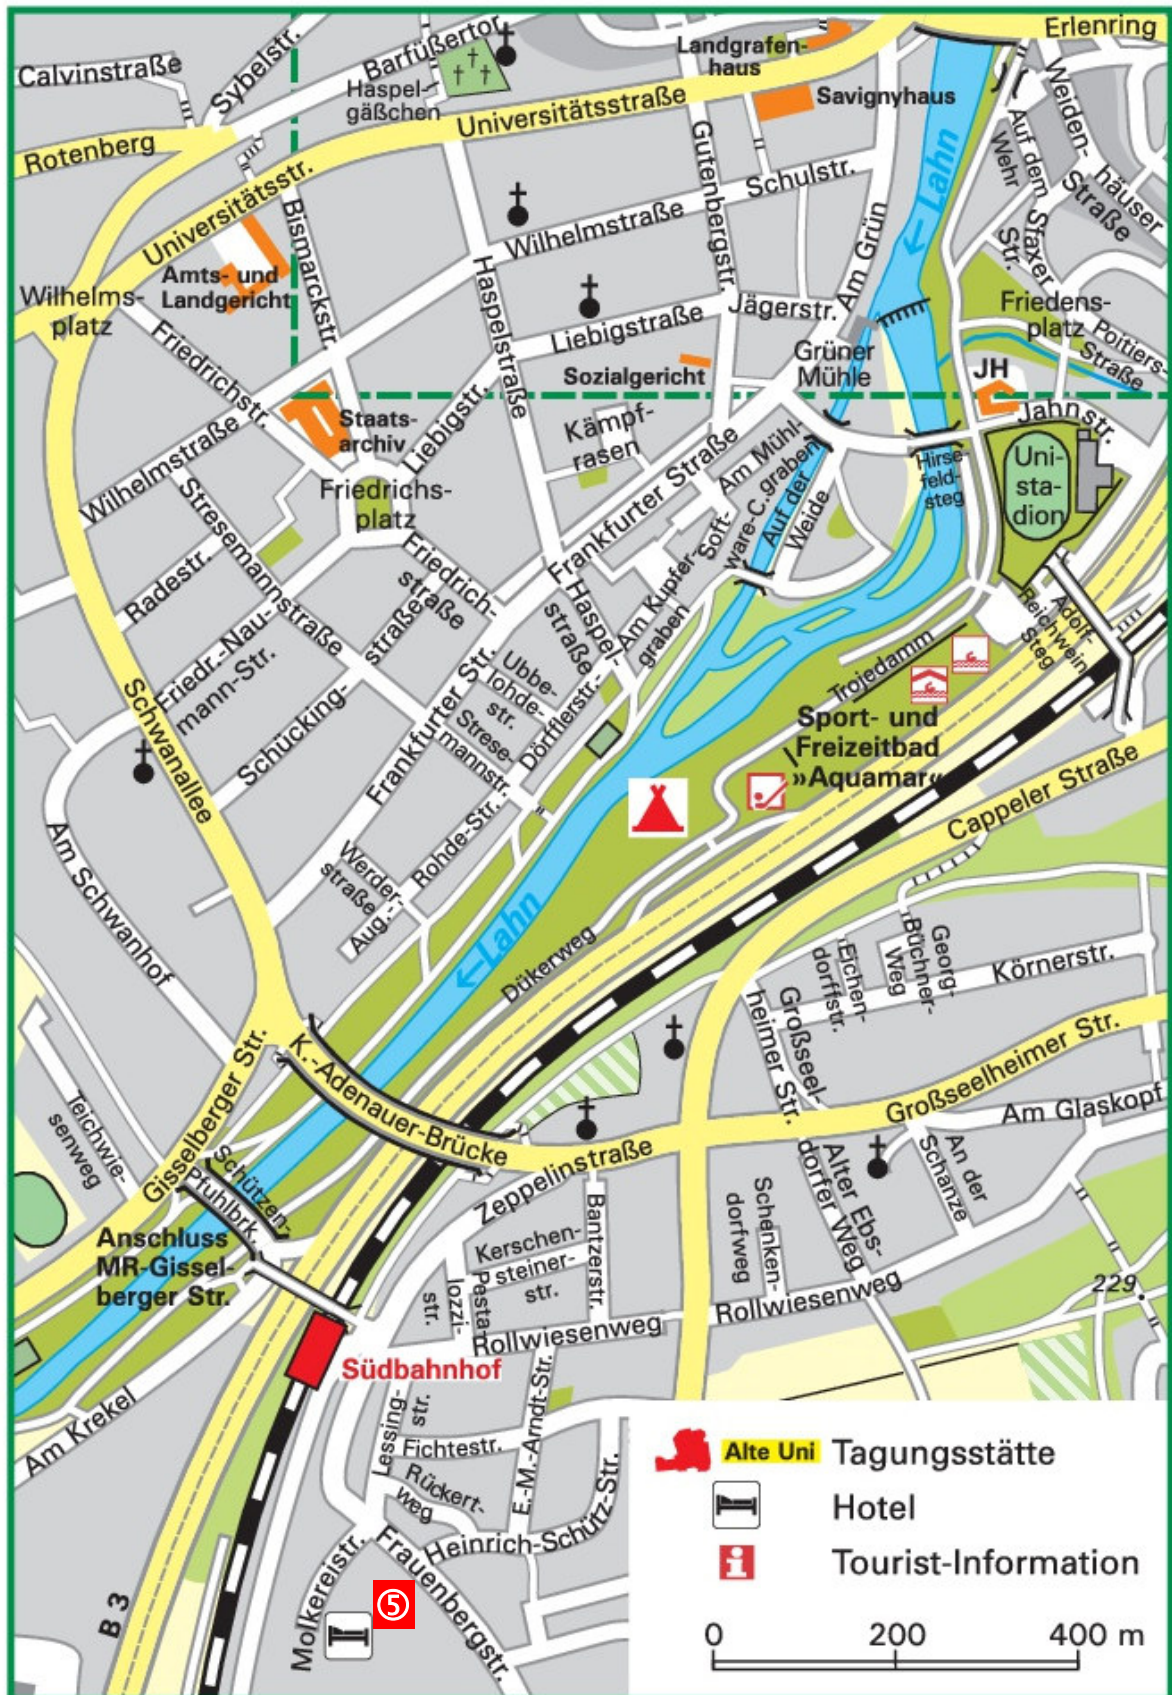 Erlenring
Calvinstraße
Sybelstr.
Barfüßertor
Landgrafen-
haus
Haspel-
gäßchen
Universitätsstraße
Savignyhaus
Weiden-
häuser
Straße
Rotenberg
Gutenbergstr.
Auf dem
Wehr
Lahn
Schulstr.
Universitätsstr.
Bismarckstr.
Wilhelmstraße
Am Grün
Sfaxer
Str.
Amts- und
Landgericht
Haspelstraße
Wilhelms-
platz
Friedrichstr.
Liebigstraße
Jägerstr.
Friedens-
platz
Poitiers-
Straße
Grüner
Mühle
Sozialgericht
JH
Jahnstr.
Staats-
archiv
Liebigstr.
Kämpf-
rasen
Wilhelmstraße
Frankfurter Straße
Am Mühl-
graben
Hirse-
feld-
steg
Uni-
sta-
dion
Friedrichs-
platz
Stresemannstraße
Auf der
Weide
Soft-
ware-C.
Radestr.
Friedrich-
straße
Haspel-
straße
Am Kupfer-
graben
Adolf-
Reichwein-
Steg
Friedr.-Nau-
mann-Str.
Schücking-
straße
Ubbe-
lohde-
str.
Trojedamm
Schwanallee
Frankfurter Str.
Strese-
mannstr.
Dörfflerstr.
Sport- und
Freizeitbad
»Aquamar«
Cappeler Straße
Am Schwanhof
Werder-
straße
Aug.-
Rohde-Str.
Lahn
Dükerweg
Eichen-
dorffstr.
Georg-
Büchner-
Weg
Körnerstr.
Großseel-
heimer Str.
Großseelheimer Str.
K.-Adenauer-Brücke
Gisselberger Str.
Teichwie-
senweg
Schützen-
Pfuhlbrk.
Zeppelinstraße
Am Glaskopf
An der
Schanze
Alter Ebs-
dorfer Weg
Schenken-
dorfweg
Bantzerstr.
Kerschen-
steiner-
str.
Pesta-
lozzi-
str.
Anschluss
MR-Gissel-
berger Str.
Rollwiesenweg
Rollwiesenweg
229
Südbahnhof
Am Krekel
Lessing-
str.
E.-M.-Arndt-Str.
Fichtestr.
Rückert-
weg
Heinrich-Schütz-Str.
Molkereistr.
Frauenbergstr.
B 3
⑤
Alte Uni Tagungsstätte
Hotel
Tourist-Information
0 200 400 m